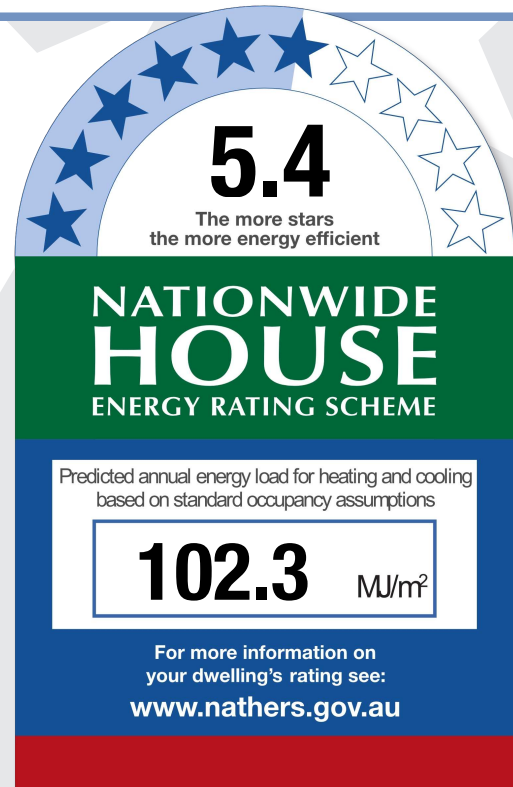 5.4
The more stars
the more energy efficient
NATIONWIDE
HOUSE
ENERGY RATING SCHEME
Predicted annual energy load for heating and cooling
based on standard occupancy assumptions
102.3 MJ/m²
For more information on
your dwelling's rating see:
www.nathers.gov.au